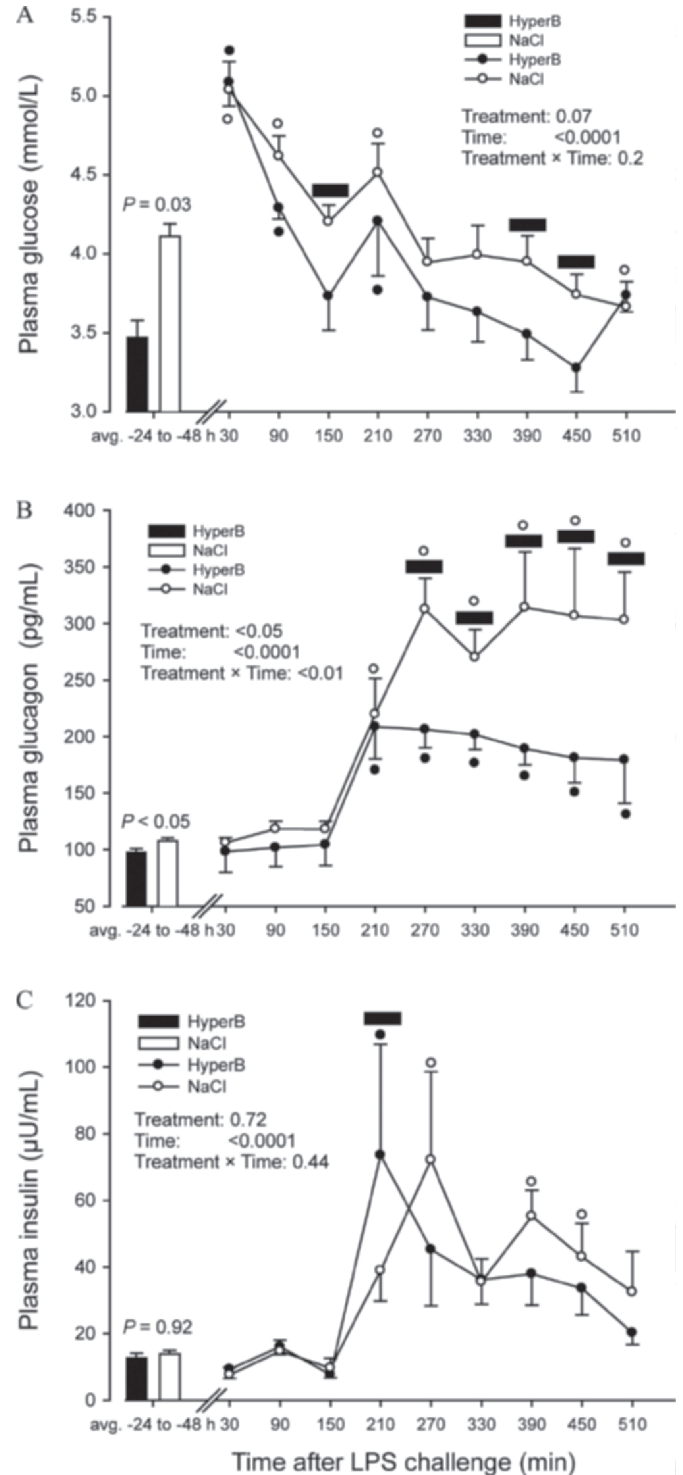 A
Plasma glucose (mmol/L)
5.5
5.0
4.5
4.0
3.5
3.0
HyperB
NaCl
HyperB
NaCl
Treatment: 0.07
Time: <0.0001
Treatment × Time: 0.2
P = 0.03
avg. -24 to -48 h 30 90 150 210 270 330 390 450 510
B
Plasma glucagon (pg/mL)
400
350
300
250
200
150
100
50
HyperB
NaCl
HyperB
NaCl
Treatment: <0.05
Time: <0.0001
Treatment × Time: <0.01
P < 0.05
avg. -24 to -48 h 30 90 150 210 270 330 390 450 510
C
Plasma insulin (µU/mL)
120
100
80
60
40
20
0
HyperB
NaCl
HyperB
NaCl
Treatment: 0.72
Time: <0.0001
Treatment × Time: 0.44
P = 0.92
avg. -24 to -48 h 30 90 150 210 270 330 390 450 510
Time after LPS challenge (min)